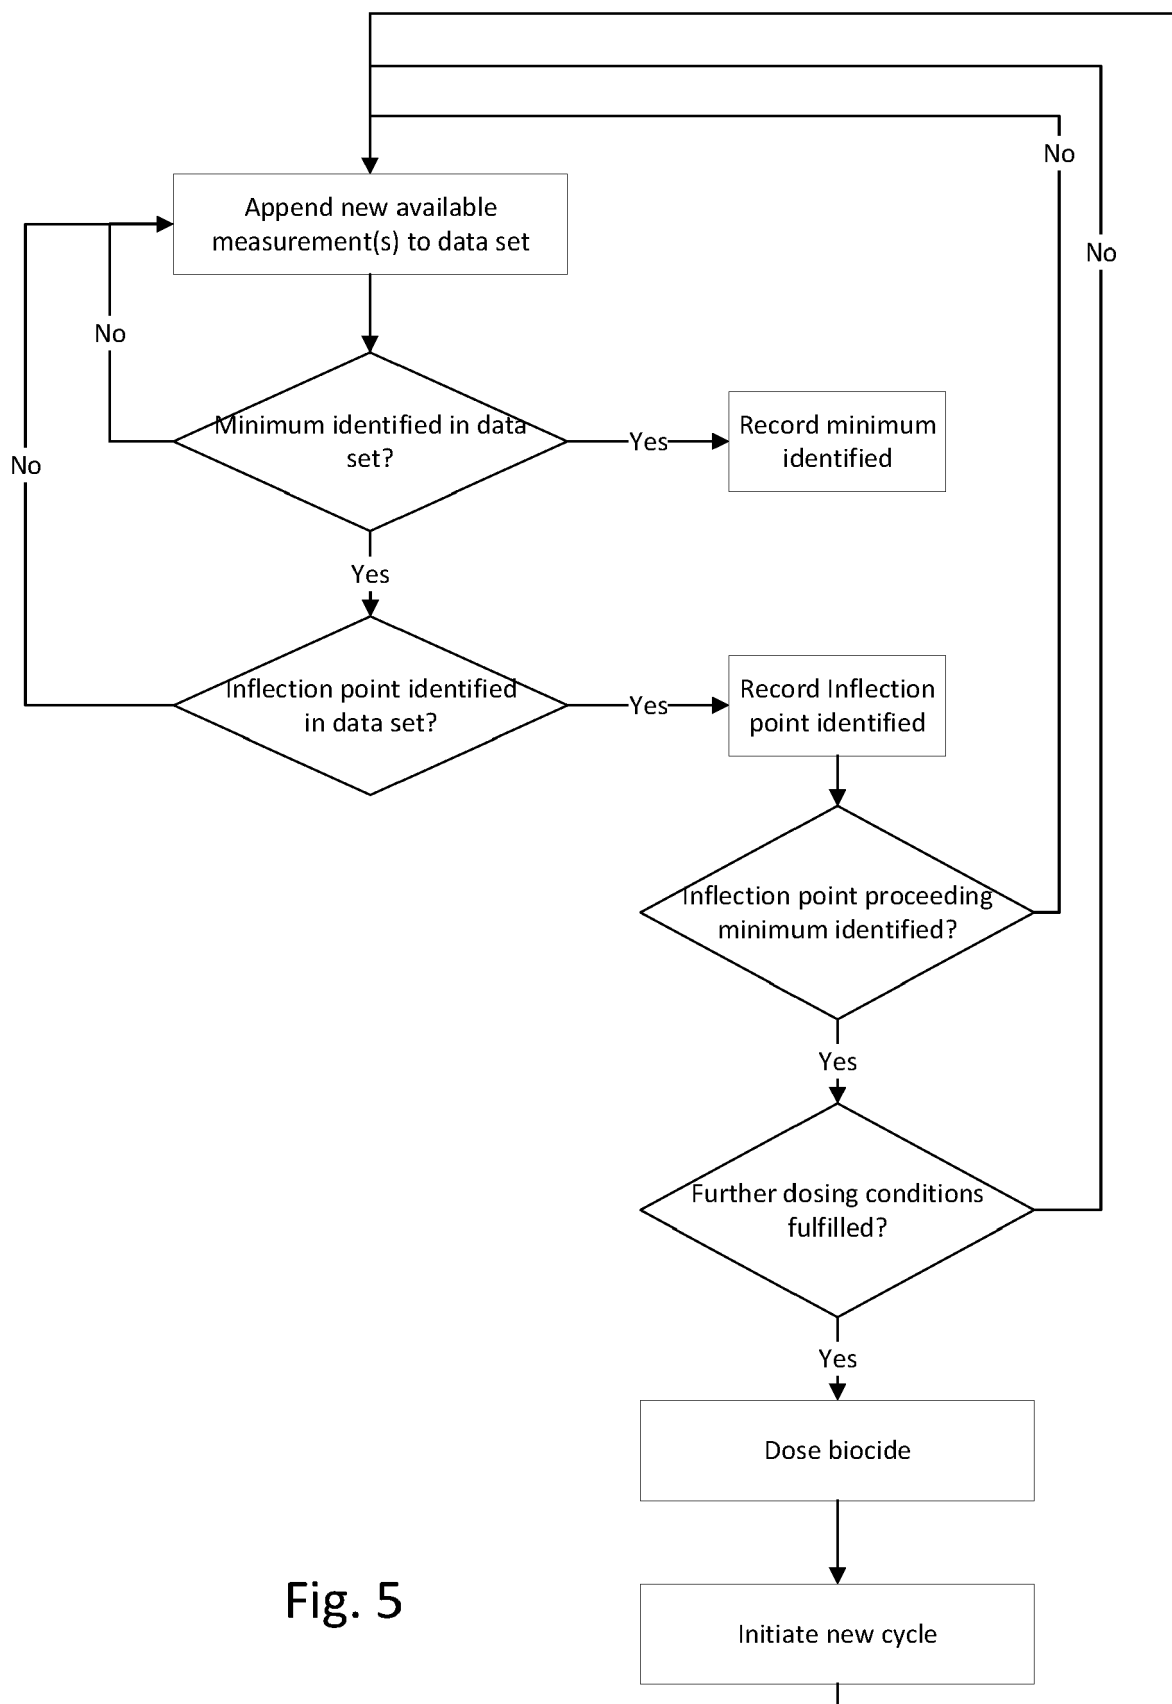 No
Append new available
measurement(s) to data set
No
No
Minimum identified in data
set?
Yes
Record minimum
identified
No
Yes
Inflection point identified
in data set?
Yes
Record Inflection
point identified
Inflection point proceeding
minimum identified?
Yes
Further dosing conditions
fulfilled?
Yes
Dose biocide
Fig. 5
Initiate new cycle